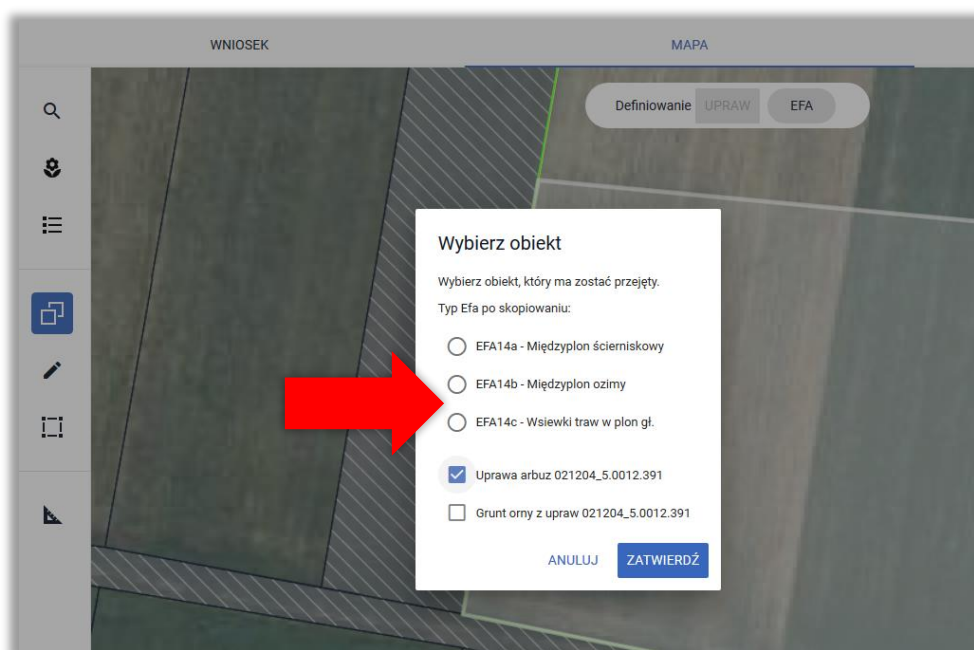 WNIOSEK
MAPA
Definiowanie UPRAW EFA
Wybierz obiekt
Wybierz obiekt, który ma zostać przejęty.
Typ Efa po skopiowaniu:
EFA14a - Międzyplon ścierniskowy
EFA14b - Międzyplon ozimy
EFA14c - Wsiewki traw w plon gł.
Uprawa arbuz 021204_5.0012.391
Grunt orny z upraw 021204_5.0012.391
ANULUJ ZATWIERDŹ